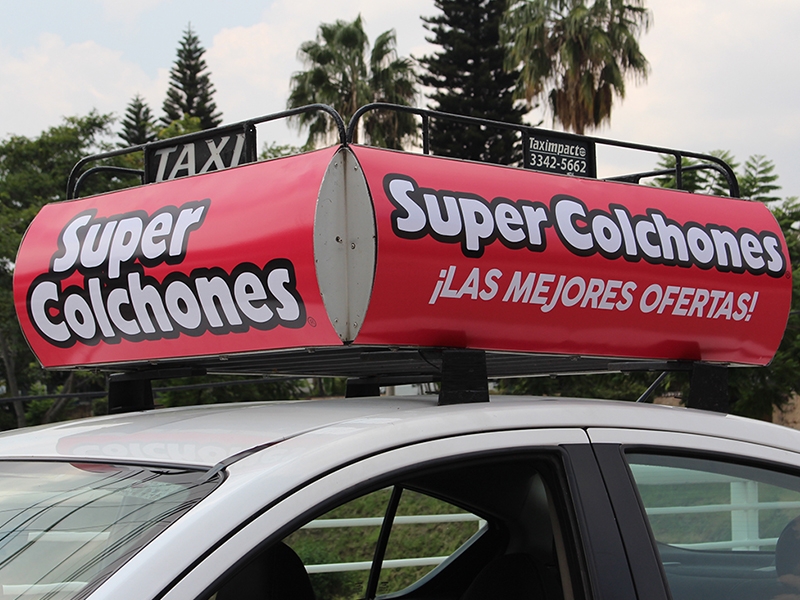 TAXI
Taximpacto
3342-5662
Super
Colchones
Super Colchones
¡LAS MEJORES OFERTAS!